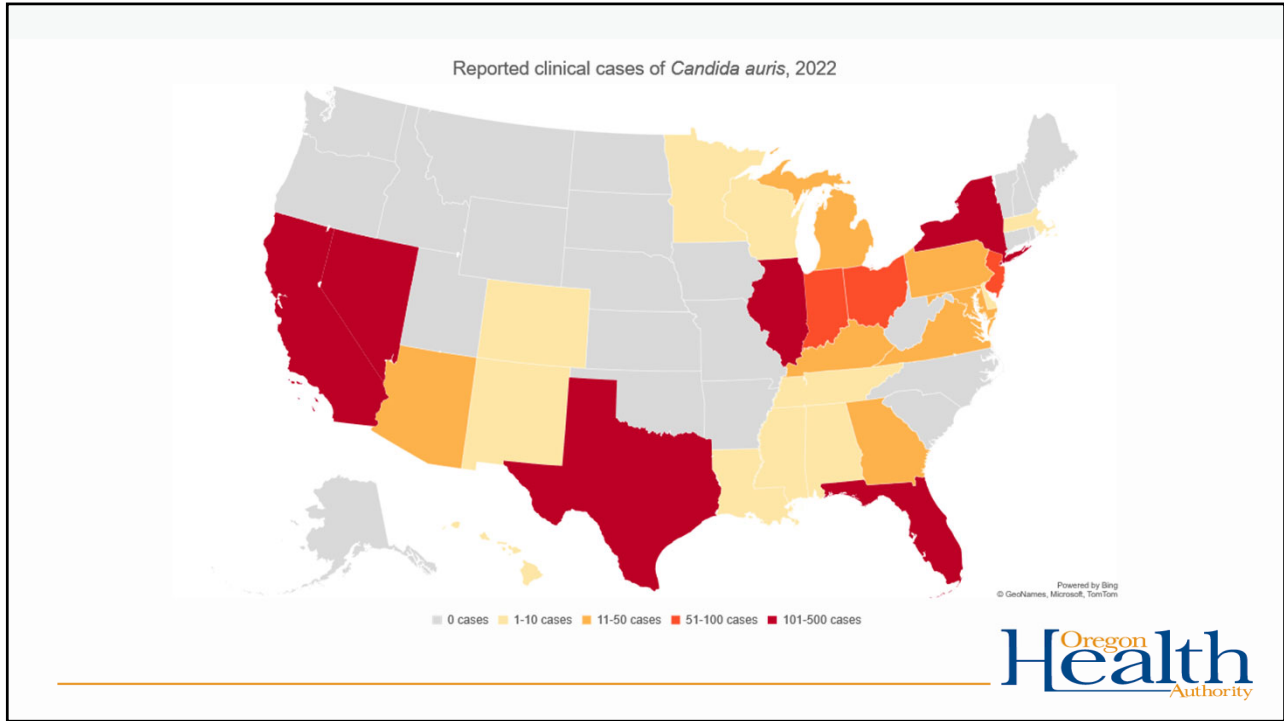 Reported clinical cases of Candida auris, 2022
Powered by Bing
© GeoNames, Microsoft, TomTom
0 cases 1-10 cases 11-50 cases 51-100 cases 101-500 cases
Oregon
Health
Authority